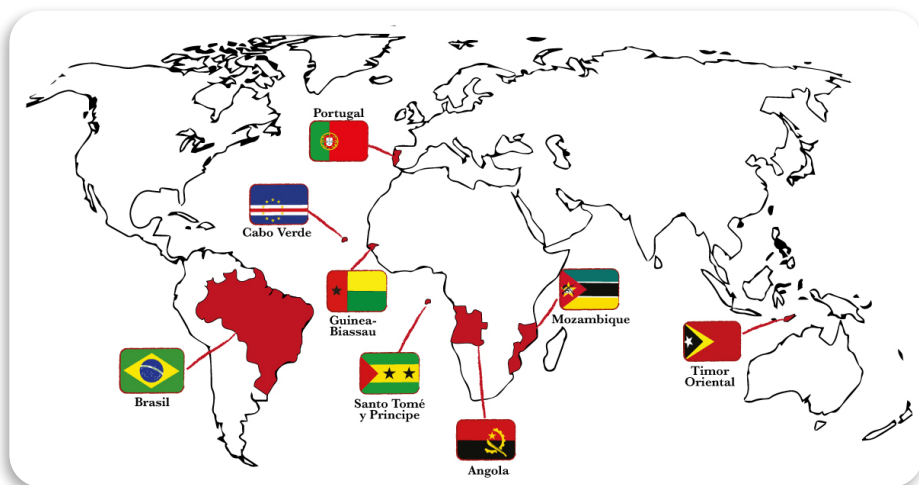 Portugal
Cabo Verde
Guinea-
Biassau
Mozambique
Timor
Oriental
Brasil
Santo Tomé
y Príncipe
Angola